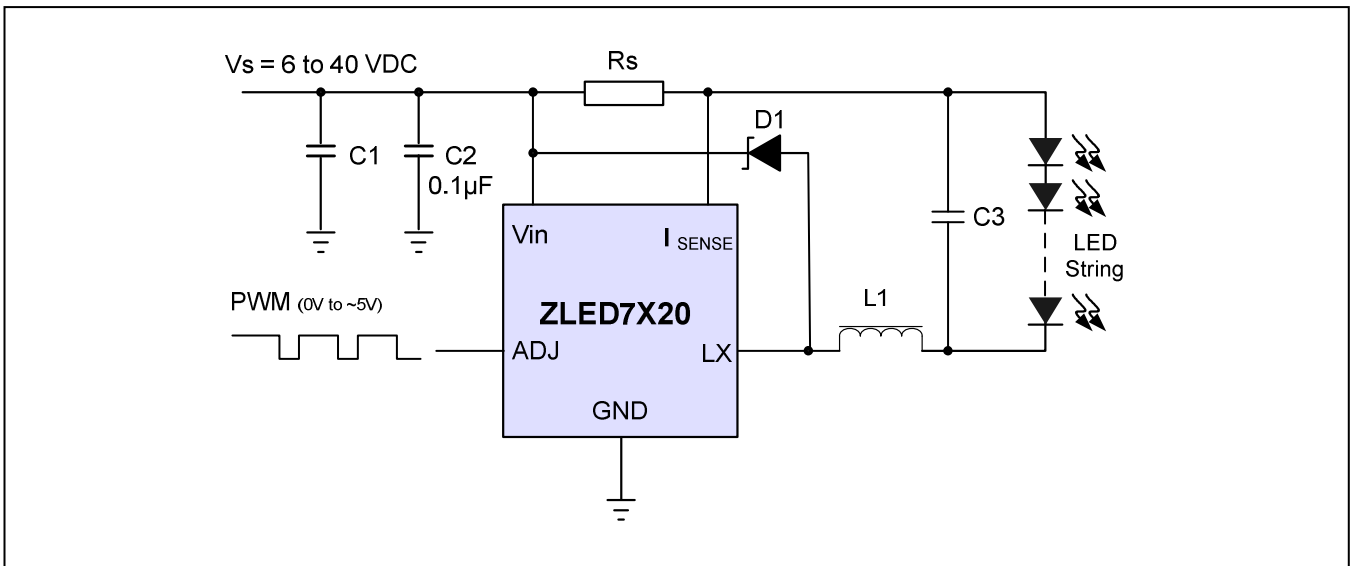 Vs = 6 to 40 VDC
Rs
D1
C1
C2
0.1µF
C3
Vin
I SENSE
LED
String
PWM (0V to ~5V)
L1
ZLED7X20
ADJ
LX
GND